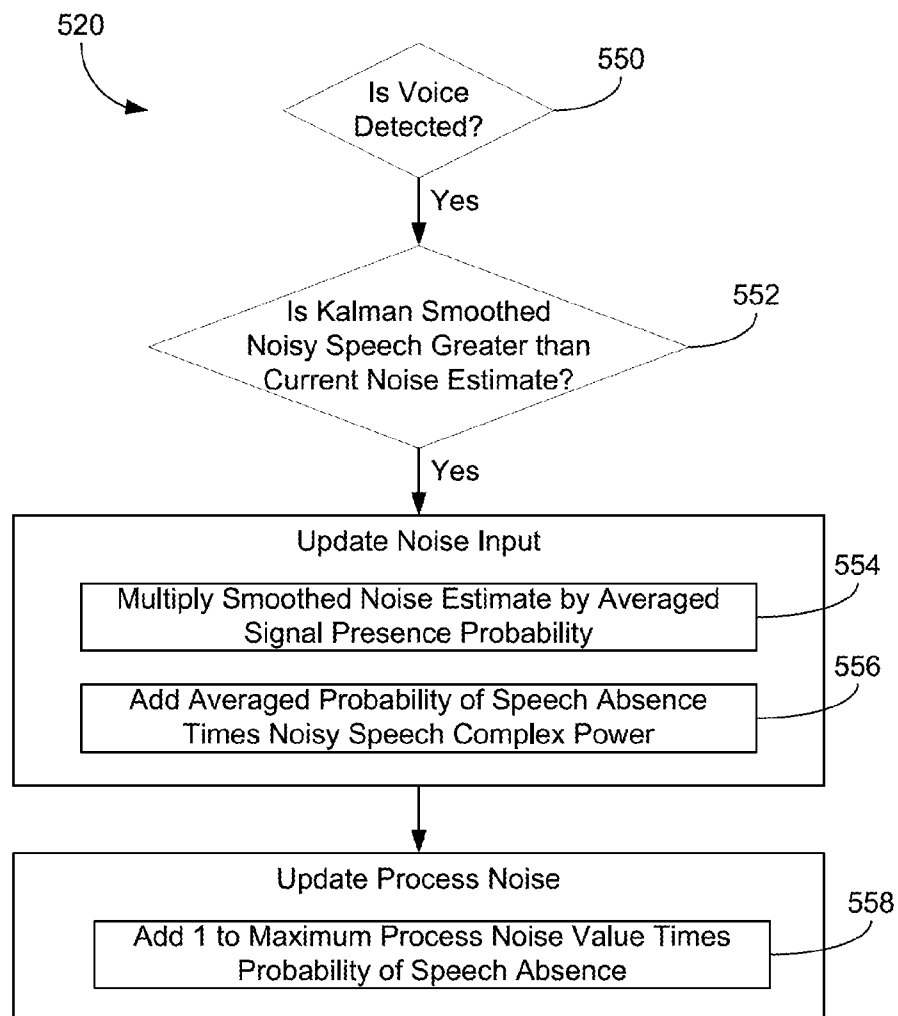 520
550
Is Voice
Detected?
Yes
552
Is Kalman Smoothed
Noisy Speech Greater than
Current Noise Estimate?
Yes
Update Noise Input
554
Multiply Smoothed Noise Estimate by Averaged
Signal Presence Probability
556
Add Averaged Probability of Speech Absence
Times Noisy Speech Complex Power
Update Process Noise
558
Add 1 to Maximum Process Noise Value Times
Probability of Speech Absence